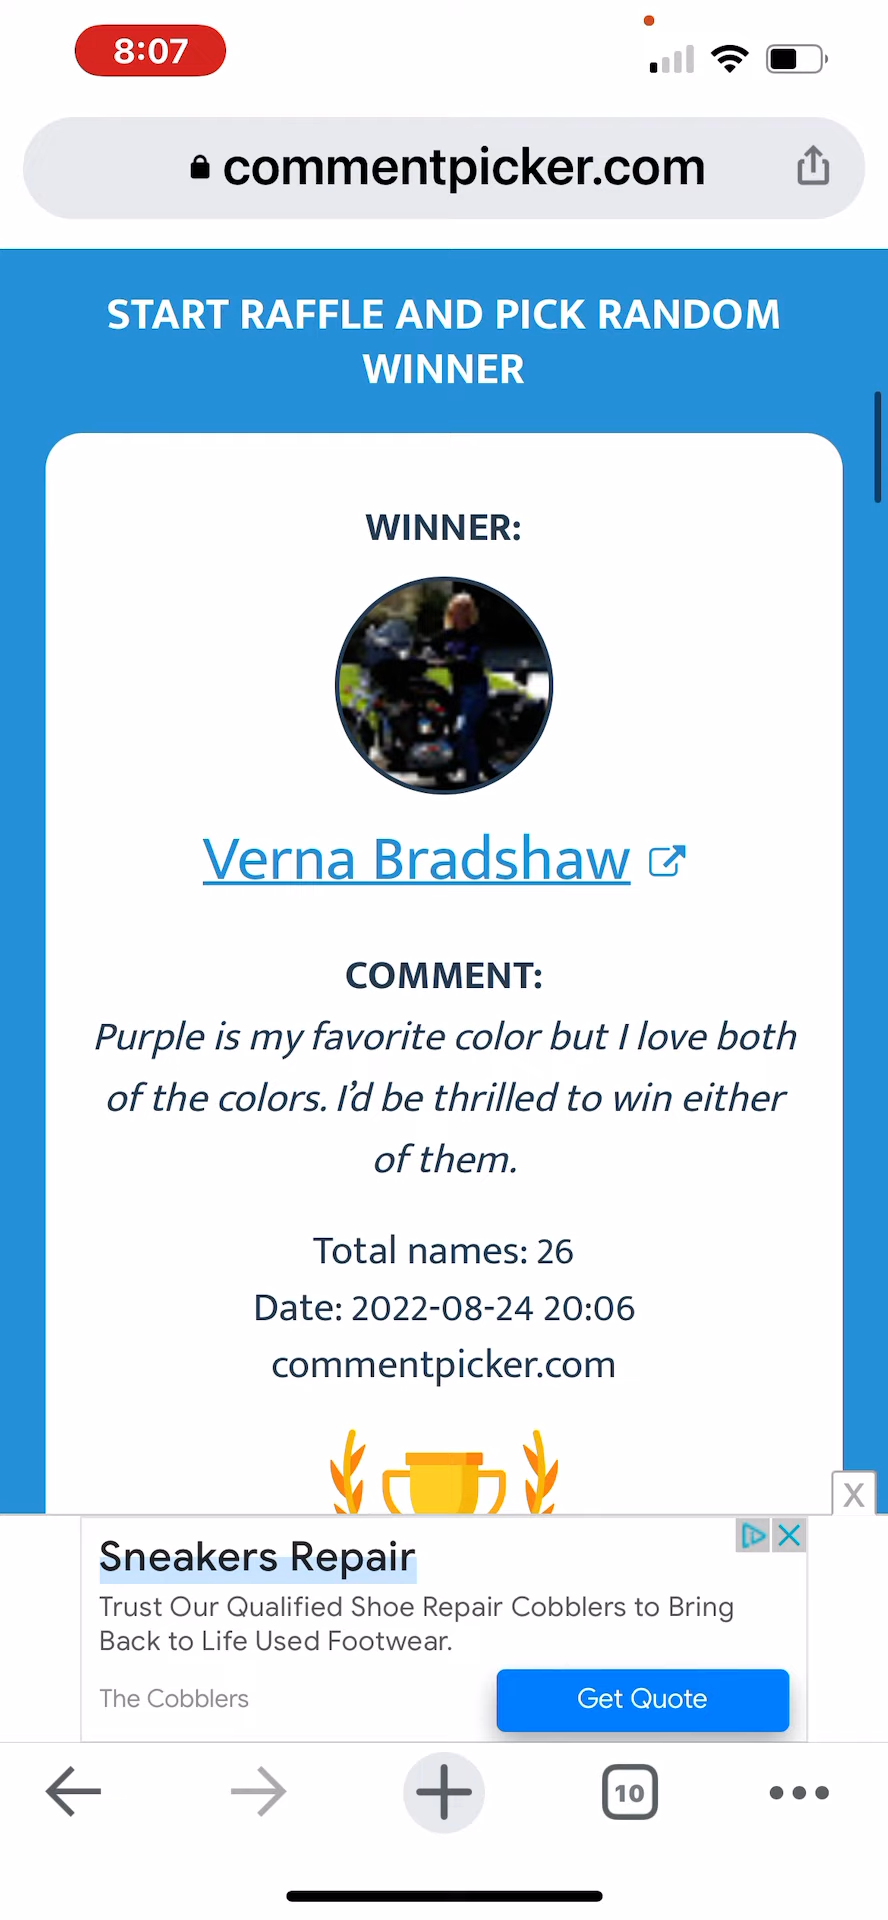 8:07
commentpicker.com
START RAFFLE AND PICK RANDOM
WINNER
WINNER:
Verna Bradshaw
COMMENT:
Purple is my favorite color but I love both
of the colors. I'd be thrilled to win either
of them.
Total names: 26
Date: 2022-08-24 20:06
commentpicker.com
X
Sneakers Repair
Trust Our Qualified Shoe Repair Cobblers to Bring
Back to Life Used Footwear.
The Cobblers
Get Quote
10